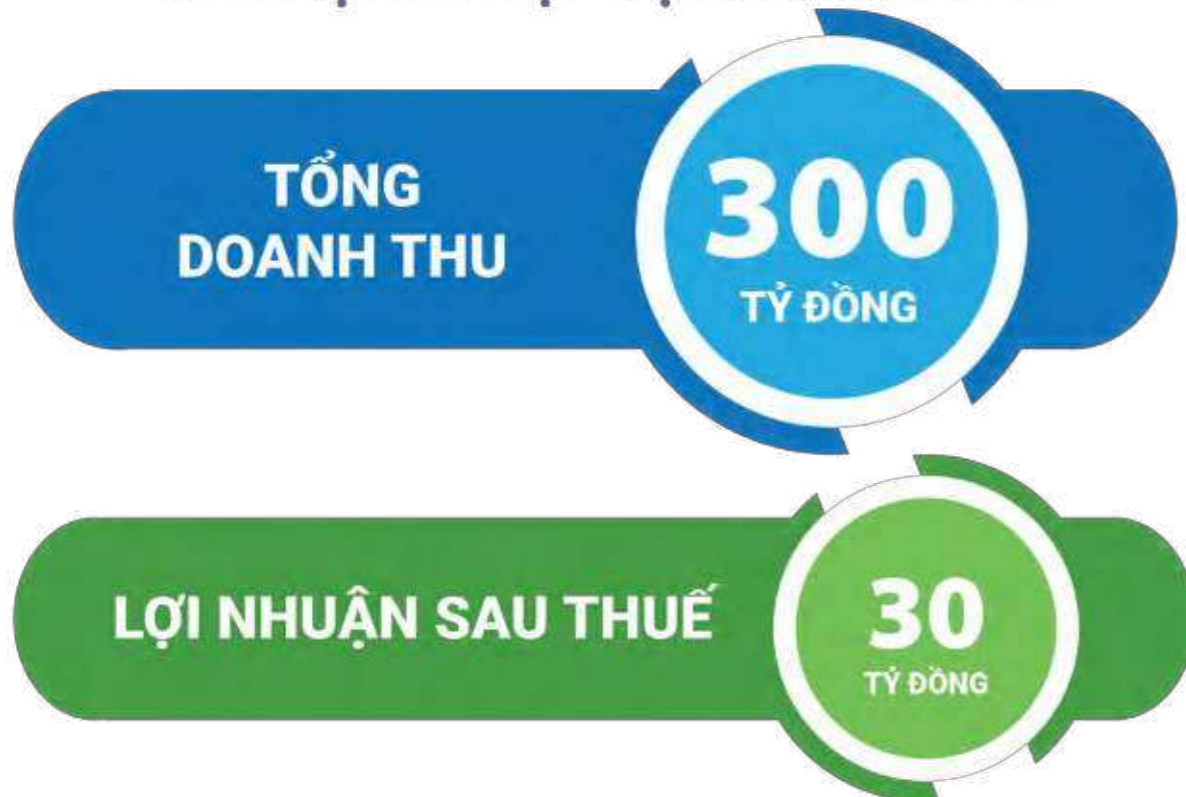 TỔNG
DOANH THU
300
TỶ ĐỒNG
LỢI NHUẬN SAU THUẾ
30
TỶ ĐỒNG